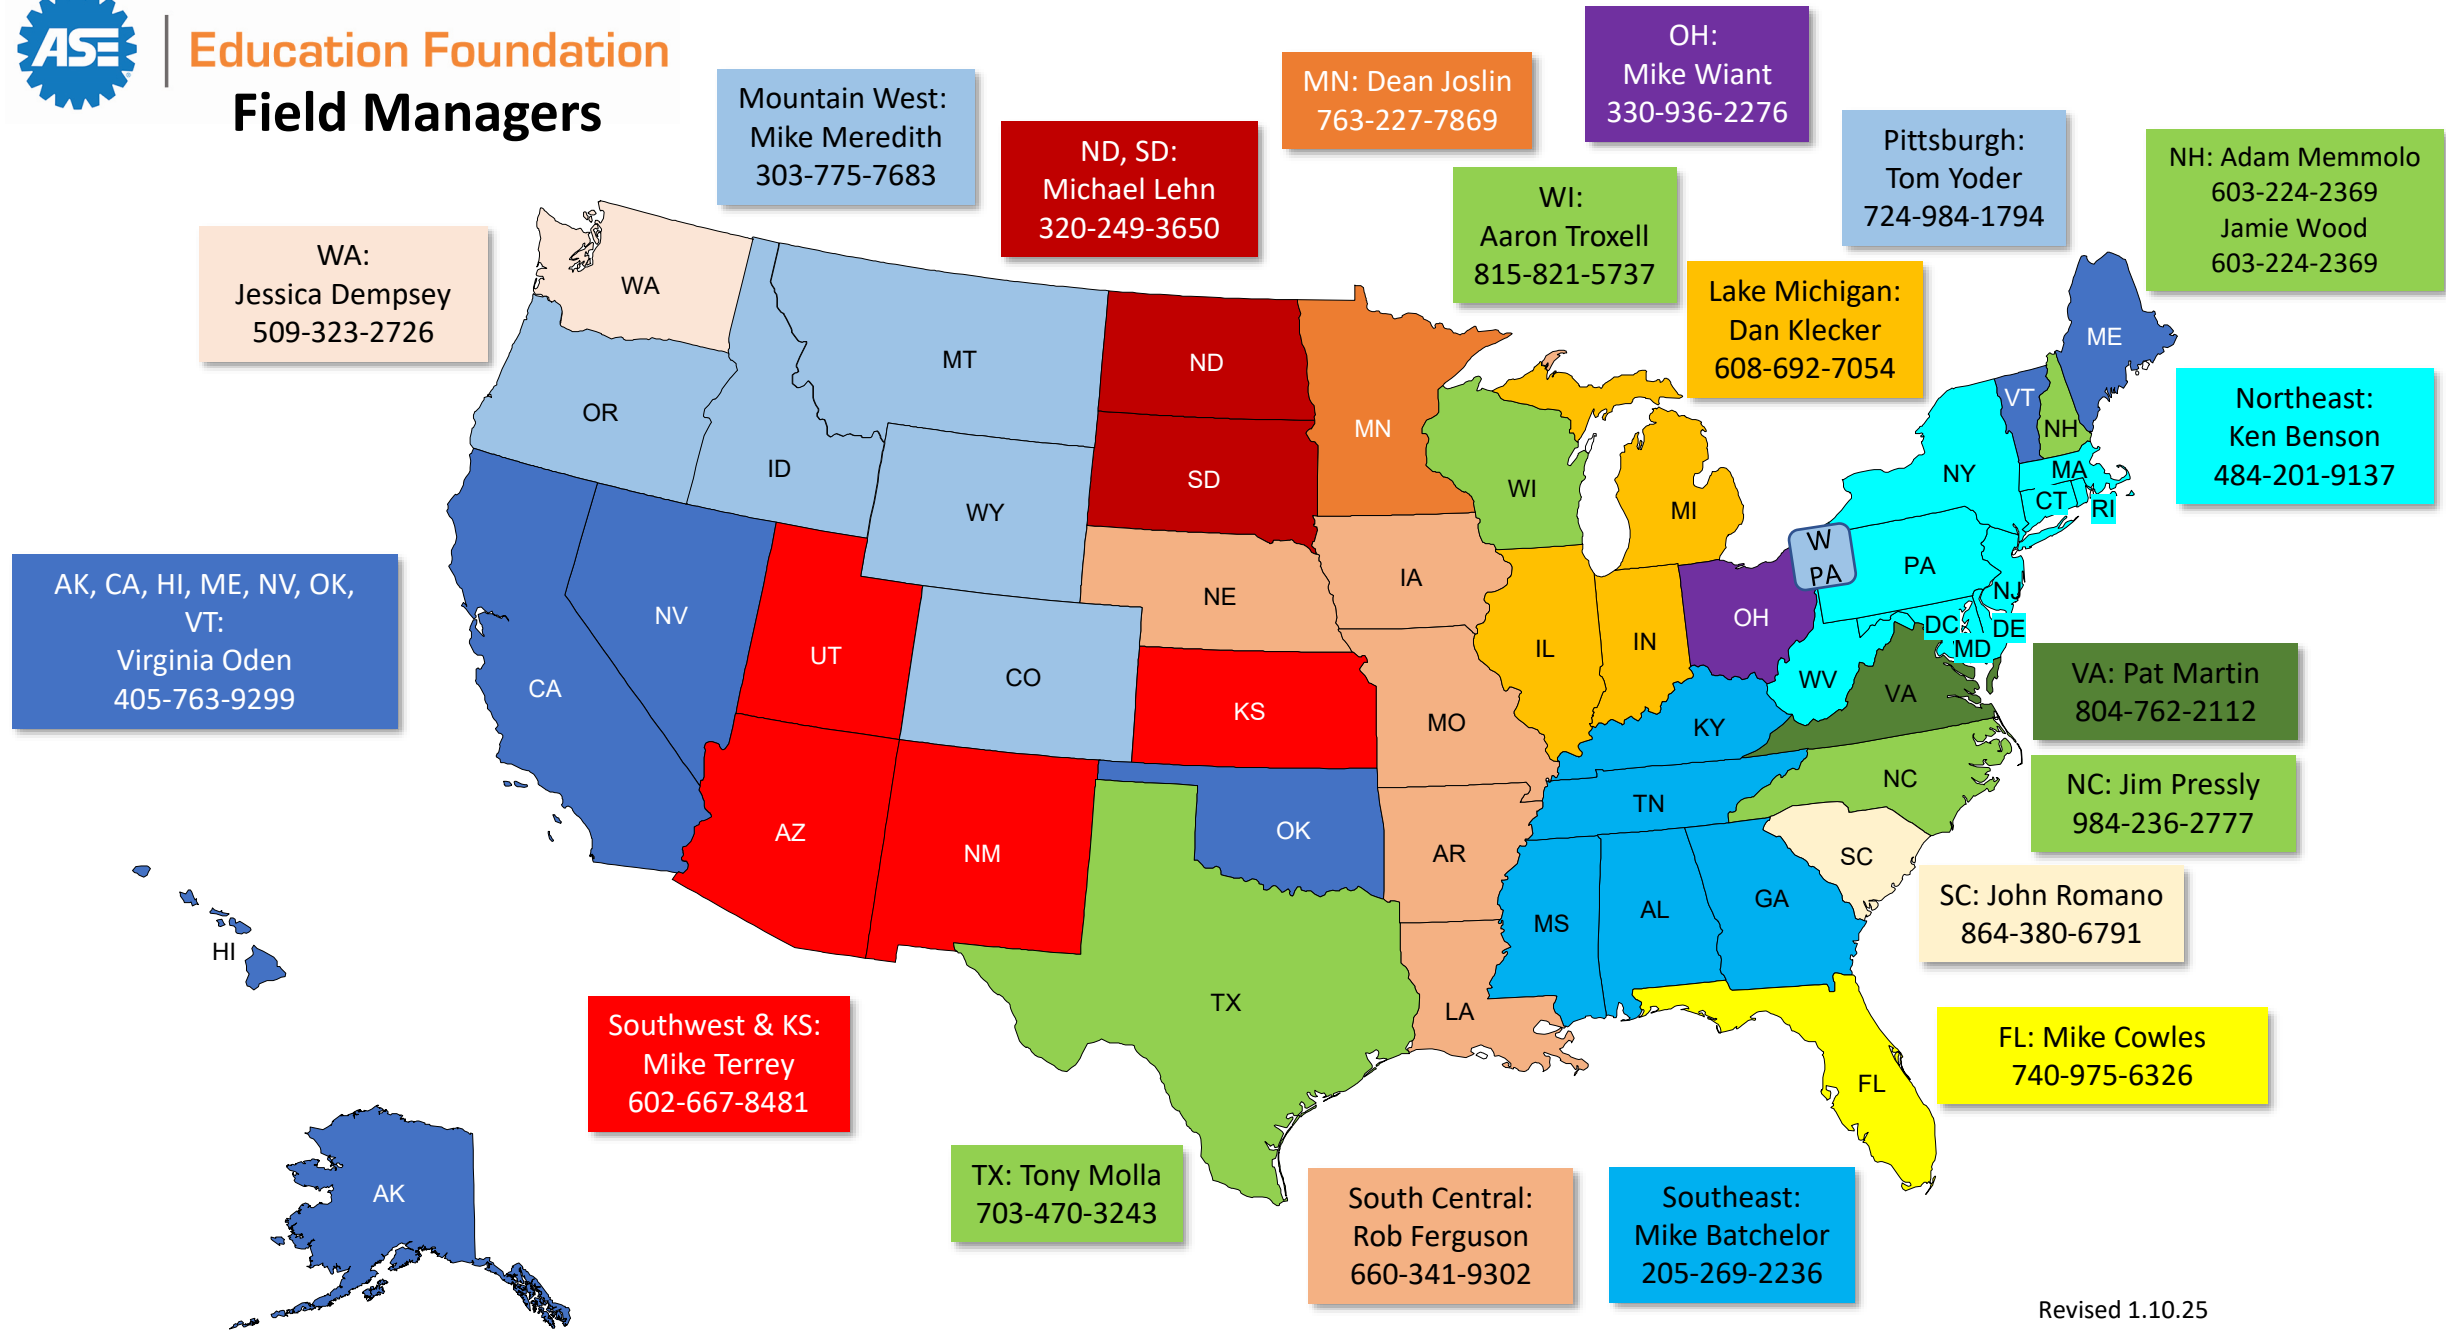 ASE
Education Foundation
Field Managers
Mountain West:
Mike Meredith
303-775-7683
ND, SD:
Michael Lehn
320-249-3650
MN: Dean Joslin
763-227-7869
OH:
Mike Wiant
330-936-2276
WI:
Aaron Troxell
815-821-5737
Pittsburgh:
Tom Yoder
724-984-1794
NH: Adam Memmolo
603-224-2369
Jamie Wood
603-224-2369
Lake Michigan:
Dan Klecker
608-692-7054
WA:
Jessica Dempsey
509-323-2726
Northeast:
Ken Benson
484-201-9137
AK, CA, HI, ME, NV, OK,
VT:
Virginia Oden
405-763-9299
VA: Pat Martin
804-762-2112
NC: Jim Pressly
984-236-2777
SC: John Romano
864-380-6791
FL: Mike Cowles
740-975-6326
Southwest & KS:
Mike Terrey
602-667-8481
TX: Tony Molla
703-470-3243
South Central:
Rob Ferguson
660-341-9302
Southeast:
Mike Batchelor
205-269-2236
WA
OR
MT
ID
WY
ND
SD
MN
WI
MI
NE
IA
IL
IN
OH
W
PA
PA
NY
VT
NH
ME
MA
CT
RI
NJ
DE
DC
MD
WV
VA
KY
NC
TN
SC
GA
AL
MS
FL
LA
AR
MO
KS
OK
TX
CO
UT
NV
CA
AZ
NM
HI
AK
Revised 1.10.25